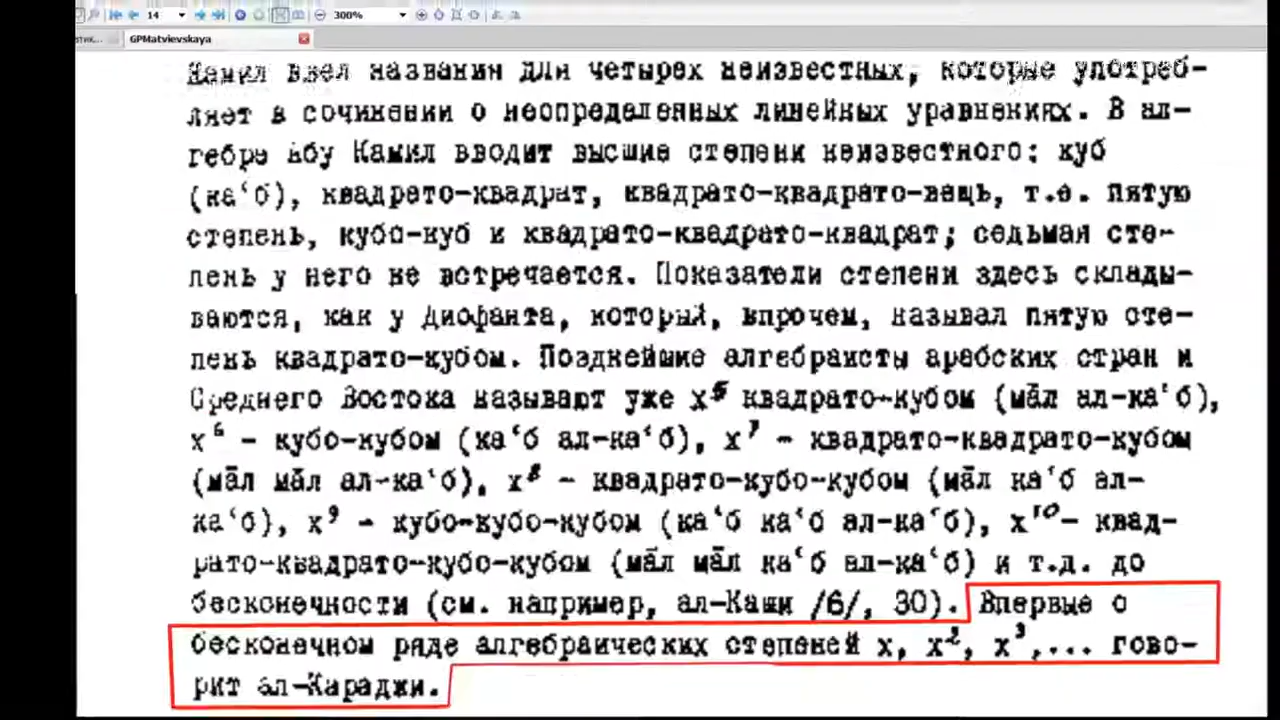 14
300%
GPMatvievskaya
Камил ввел названия для четырех неизвестных, которые употреб-
ляет в сочинении о неопределенных линейных уравнениях. В ал-
гебре Абу Камил вводит высшие степени неизвестного: куб
(ка‘б), квадрато-квадрат, квадрато-квадрато-вещь, т.е. пятую
степень, кубо-куб и квадрато-квадрато-квадрато-квадрат; седьмая сте-
пень у него не встречается. Показатели степени здесь склады-
ваются, как у Диофанта, который, впрочем, называл пятую сте-
пень квадрато-кубом. Позднейшие алгебраисты арабских стран и
Среднего Востока называют уже x⁵ квадрато-кубом (мāл ал-ка‘б),
x⁶ - кубо-кубом (ка‘б ал-ка‘б), x⁷ - квадрато-квадрато-кубом
(мāл мāл ал-ка‘б), x⁸ - квадрато-кубо-кубом (мāл ка‘б ал-
ка‘б), x⁹ - кубо-кубо-кубом (ка‘б ка‘б ал-ка‘б), x¹⁰- квад-
рато-квадрато-кубо-кубом (мāл мāл ка‘б ал-ка‘б) и т.д. до
бесконечности (см. например, ал-Каши /6/, 30). Впервые о
бесконечном ряде алгебраических степеней x, x², x³,... гово-
рит ал-Караджи.